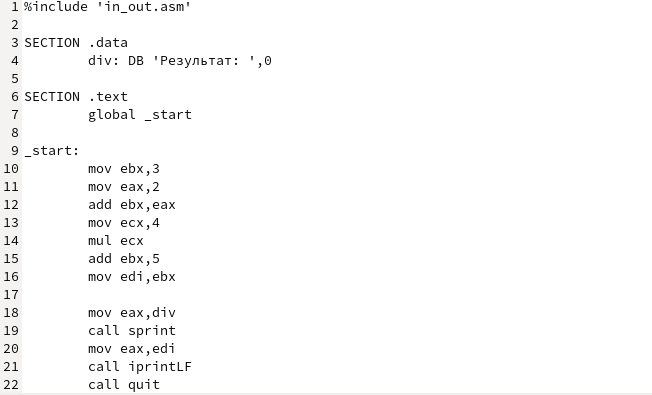 1 %include 'in_out.asm'
2
3 SECTION .data
4         div: DB 'Результат: ',0
5
6 SECTION .text
7         global _start
8
9 _start:
10         mov ebx,3
11         mov eax,2
12         add ebx,eax
13         mov ecx,4
14         mul ecx
15         add ebx,5
16         mov edi,ebx
17
18         mov eax,div
19         call sprint
20         mov eax,edi
21         call iprintLF
22         call quit